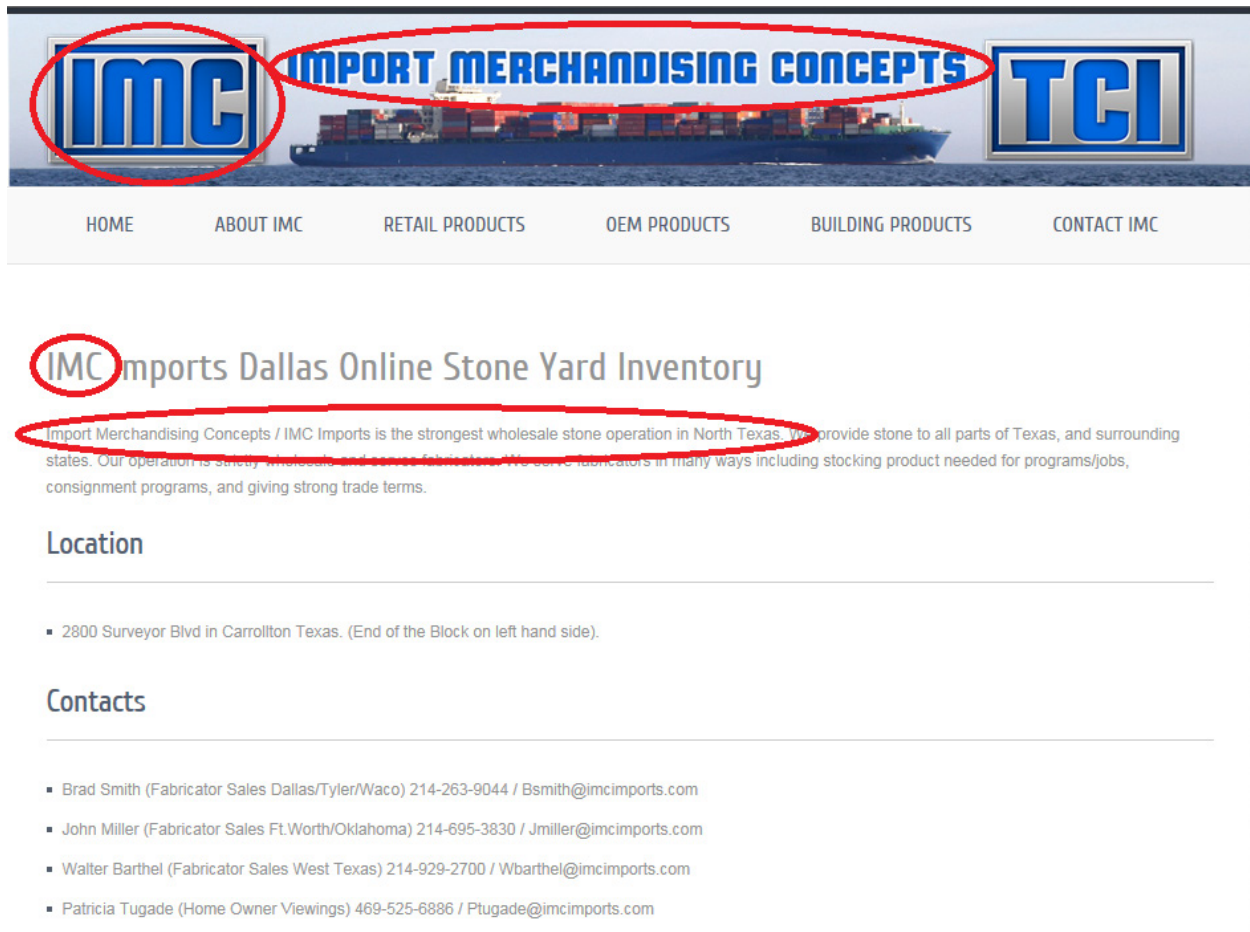 IMC
IMPORT MERCHANDISING CONCEPTS
TCI
HOME ABOUT IMC RETAIL PRODUCTS OEM PRODUCTS BUILDING PRODUCTS CONTACT IMC
IMC Imports Dallas Online Stone Yard Inventory
Import Merchandising Concepts / IMC Imports is the strongest wholesale stone operation in North Texas. We provide stone to all parts of Texas, and surrounding
states. Our operation is strictly wholesale and serves fabricators. We serve fabricators in many ways including stocking product needed for programs/jobs,
consignment programs, and giving strong trade terms.
Location
2800 Surveyor Blvd in Carrollton Texas. (End of the Block on left hand side).
Contacts
Brad Smith (Fabricator Sales Dallas/Tyler/Waco) 214-263-9044 / Bsmith@imcimports.com
John Miller (Fabricator Sales Ft.Worth/Oklahoma) 214-695-3830 / Jmiller@imcimports.com
Walter Barthel (Fabricator Sales West Texas) 214-929-2700 / Wbarthel@imcimports.com
Patricia Tugade (Home Owner Viewings) 469-525-6886 / Ptugade@imcimports.com